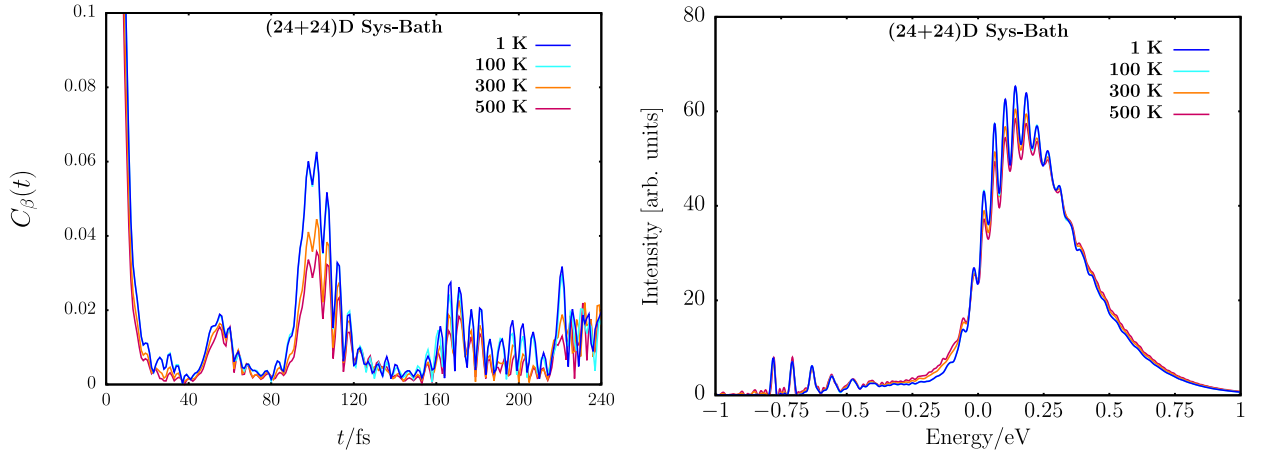 (24+24)D Sys-Bath
1 K
100 K
300 K
500 K
0.1
0.08
0.06
0.04
0.02
0
0
40
80
120
160
200
240
C_β(t)
t/fs
(24+24)D Sys-Bath
1 K
100 K
300 K
500 K
80
60
40
20
0
−1
−0.75
−0.5
−0.25
0.0
0.25
0.5
0.75
1
Intensity [arb. units]
Energy/eV